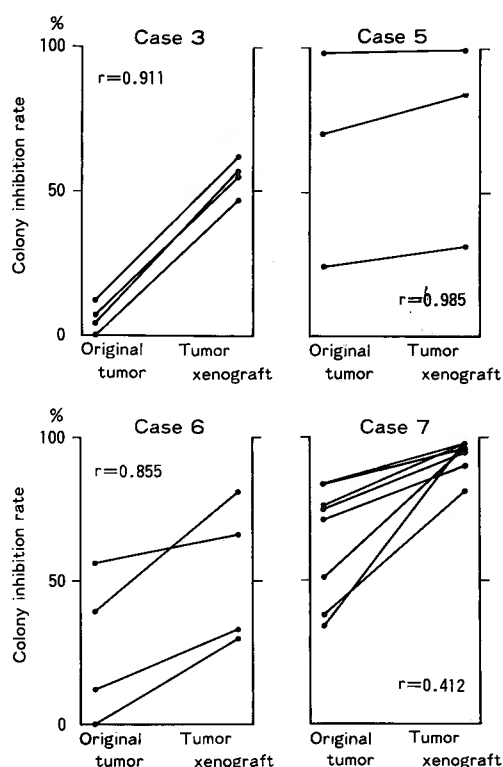 %
100
50
0
Colony inhibition rate
Case 3
r=0.911
Original tumor
Tumor xenograft
Case 5
r=0.985
Original tumor
Tumor xenograft
%
100
50
0
Colony inhibition rate
Case 6
r=0.855
Original tumor
Tumor xenograft
Case 7
r=0.412
Original tumor
Tumor xenograft